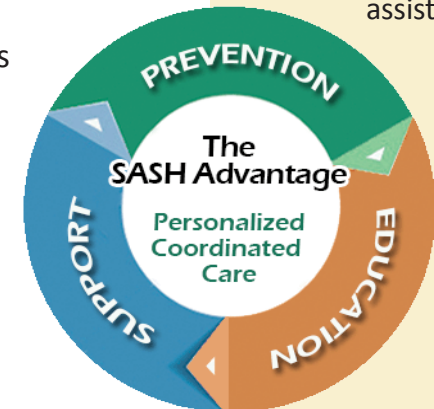 assist
s
PREVENTION
The
SASH Advantage
Personalized
Coordinated
Care
SUPPORT
EDUCATION